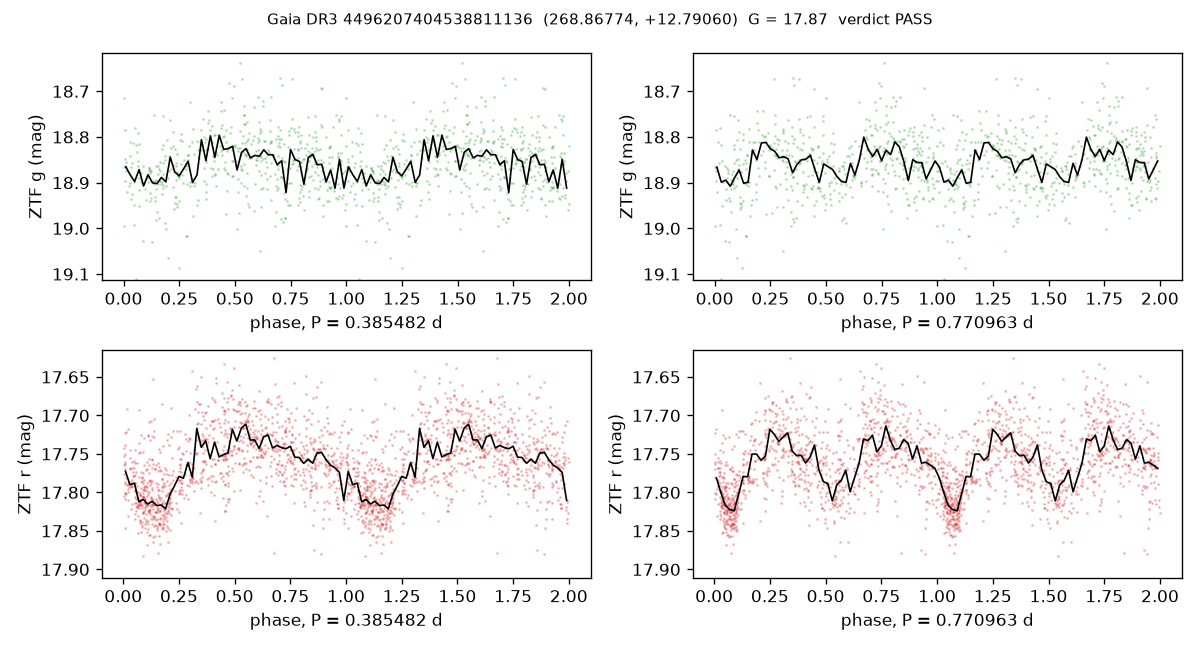 Gaia DR3 4496207404538811136  (268.86774, +12.79060)  G = 17.87  verdict PASS
ZTF g (mag)
18.7
18.8
18.9
19.0
19.1
0.00 0.25 0.50 0.75 1.00 1.25 1.50 1.75 2.00
phase, P = 0.385482 d
ZTF g (mag)
18.7
18.8
18.9
19.0
19.1
0.00 0.25 0.50 0.75 1.00 1.25 1.50 1.75 2.00
phase, P = 0.770963 d
ZTF r (mag)
17.65
17.70
17.75
17.80
17.85
17.90
0.00 0.25 0.50 0.75 1.00 1.25 1.50 1.75 2.00
phase, P = 0.385482 d
ZTF r (mag)
17.65
17.70
17.75
17.80
17.85
17.90
0.00 0.25 0.50 0.75 1.00 1.25 1.50 1.75 2.00
phase, P = 0.770963 d